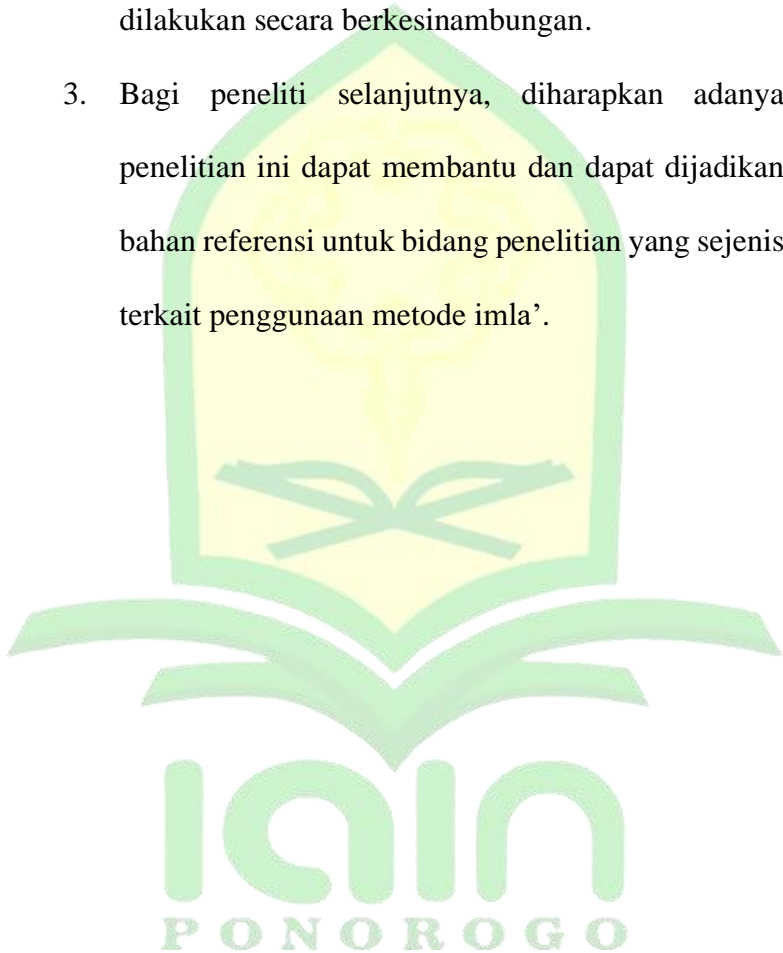 dilakukan secara berkesinambungan.
3. Bagi peneliti selanjutnya, diharapkan adanya
penelitian ini dapat membantu dan dapat dijadikan
bahan referensi untuk bidang penelitian yang sejenis
terkait penggunaan metode imla’.
iain
PONOROGO